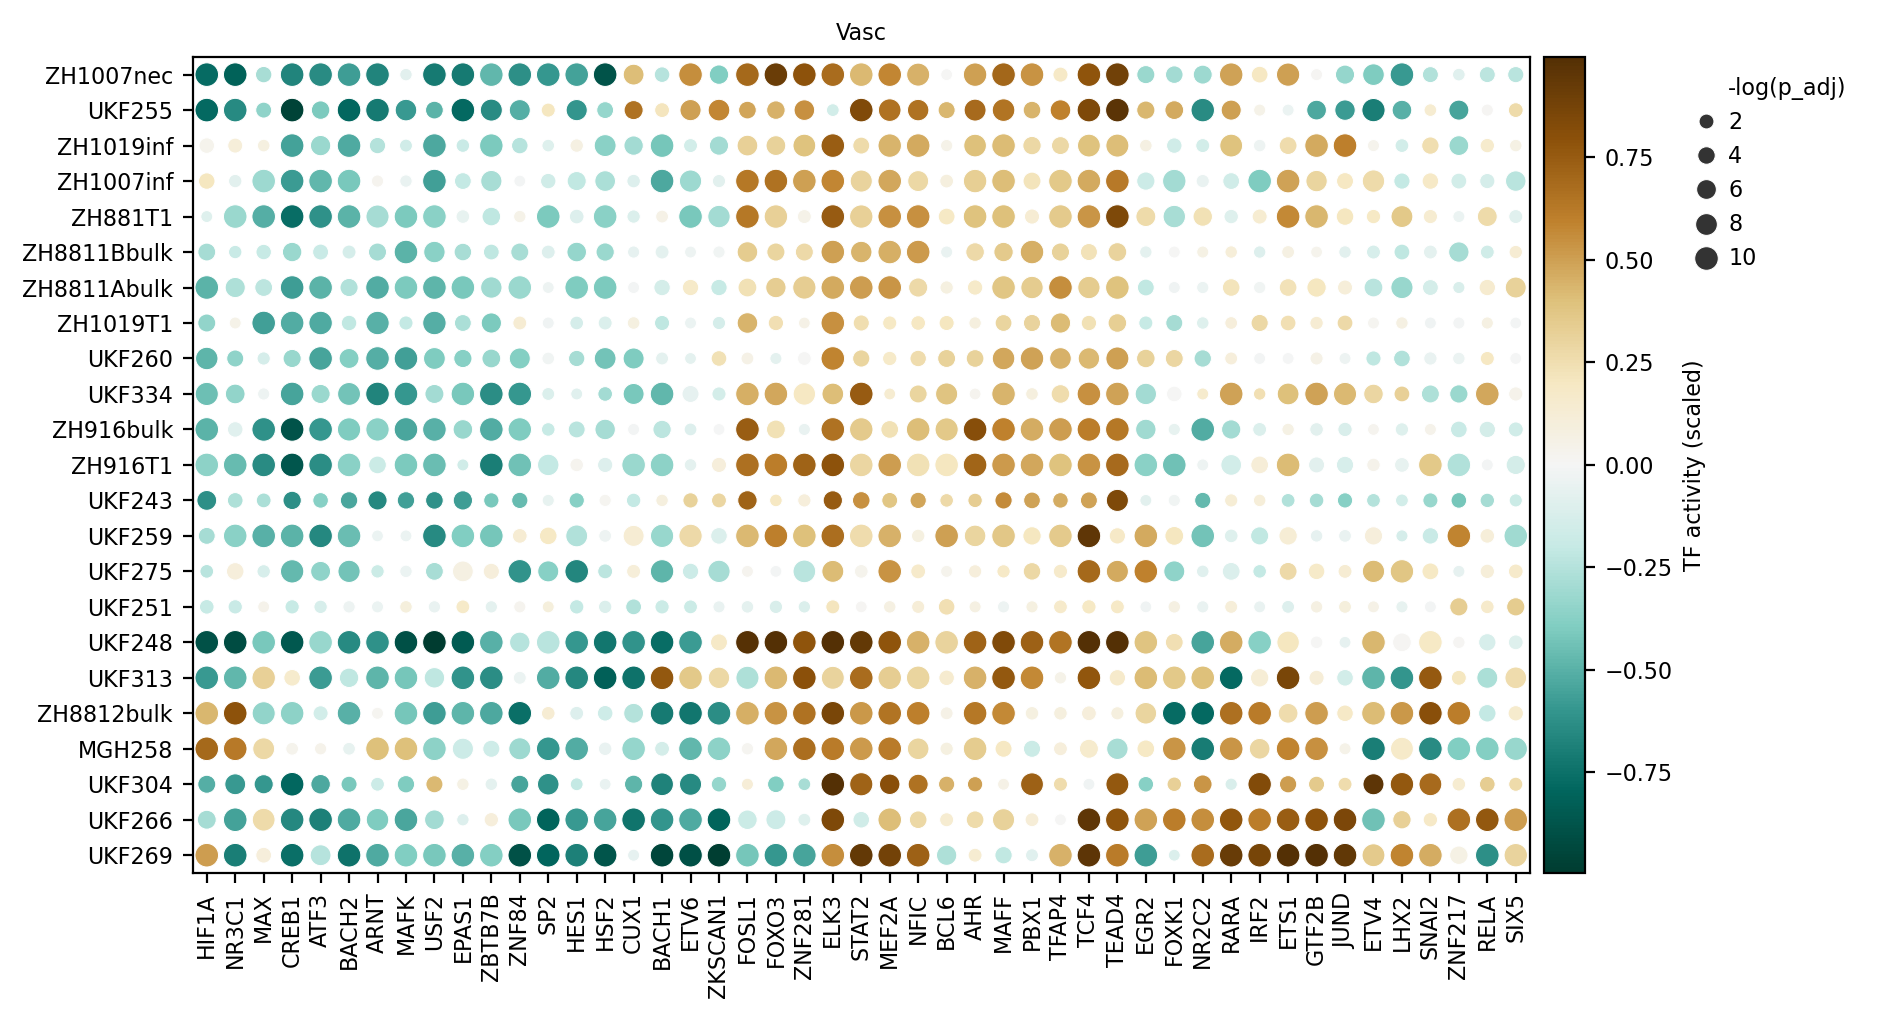 Vasc
ZH1007nec
UKF255
ZH1019inf
ZH1007inf
ZH881T1
ZH8811Bbulk
ZH8811Abulk
ZH1019T1
UKF260
UKF334
ZH916bulk
ZH916T1
UKF243
UKF259
UKF275
UKF251
UKF248
UKF313
ZH8812bulk
MGH258
UKF304
UKF266
UKF269
HIF1A
NR3C1
MAX
CREB1
ATF3
BACH2
ARNT
MAFK
USF2
EPAS1
ZBTB7B
ZNF84
SP2
HES1
HSF2
CUX1
BACH1
ETV6
ZKSCAN1
FOSL1
FOXO3
ZNF281
ELK3
STAT2
MEF2A
NFIC
BCL6
AHR
MAFF
PBX1
TFAP4
TCF4
TEAD4
EGR2
FOXK1
NR2C2
RARA
IRF2
ETS1
GTF2B
JUND
ETV4
LHX2
SNAI2
ZNF217
RELA
SIX5
0.75
0.50
0.25
0.00
−0.25
−0.50
−0.75
TF activity (scaled)
-log(p_adj)
2
4
6
8
10